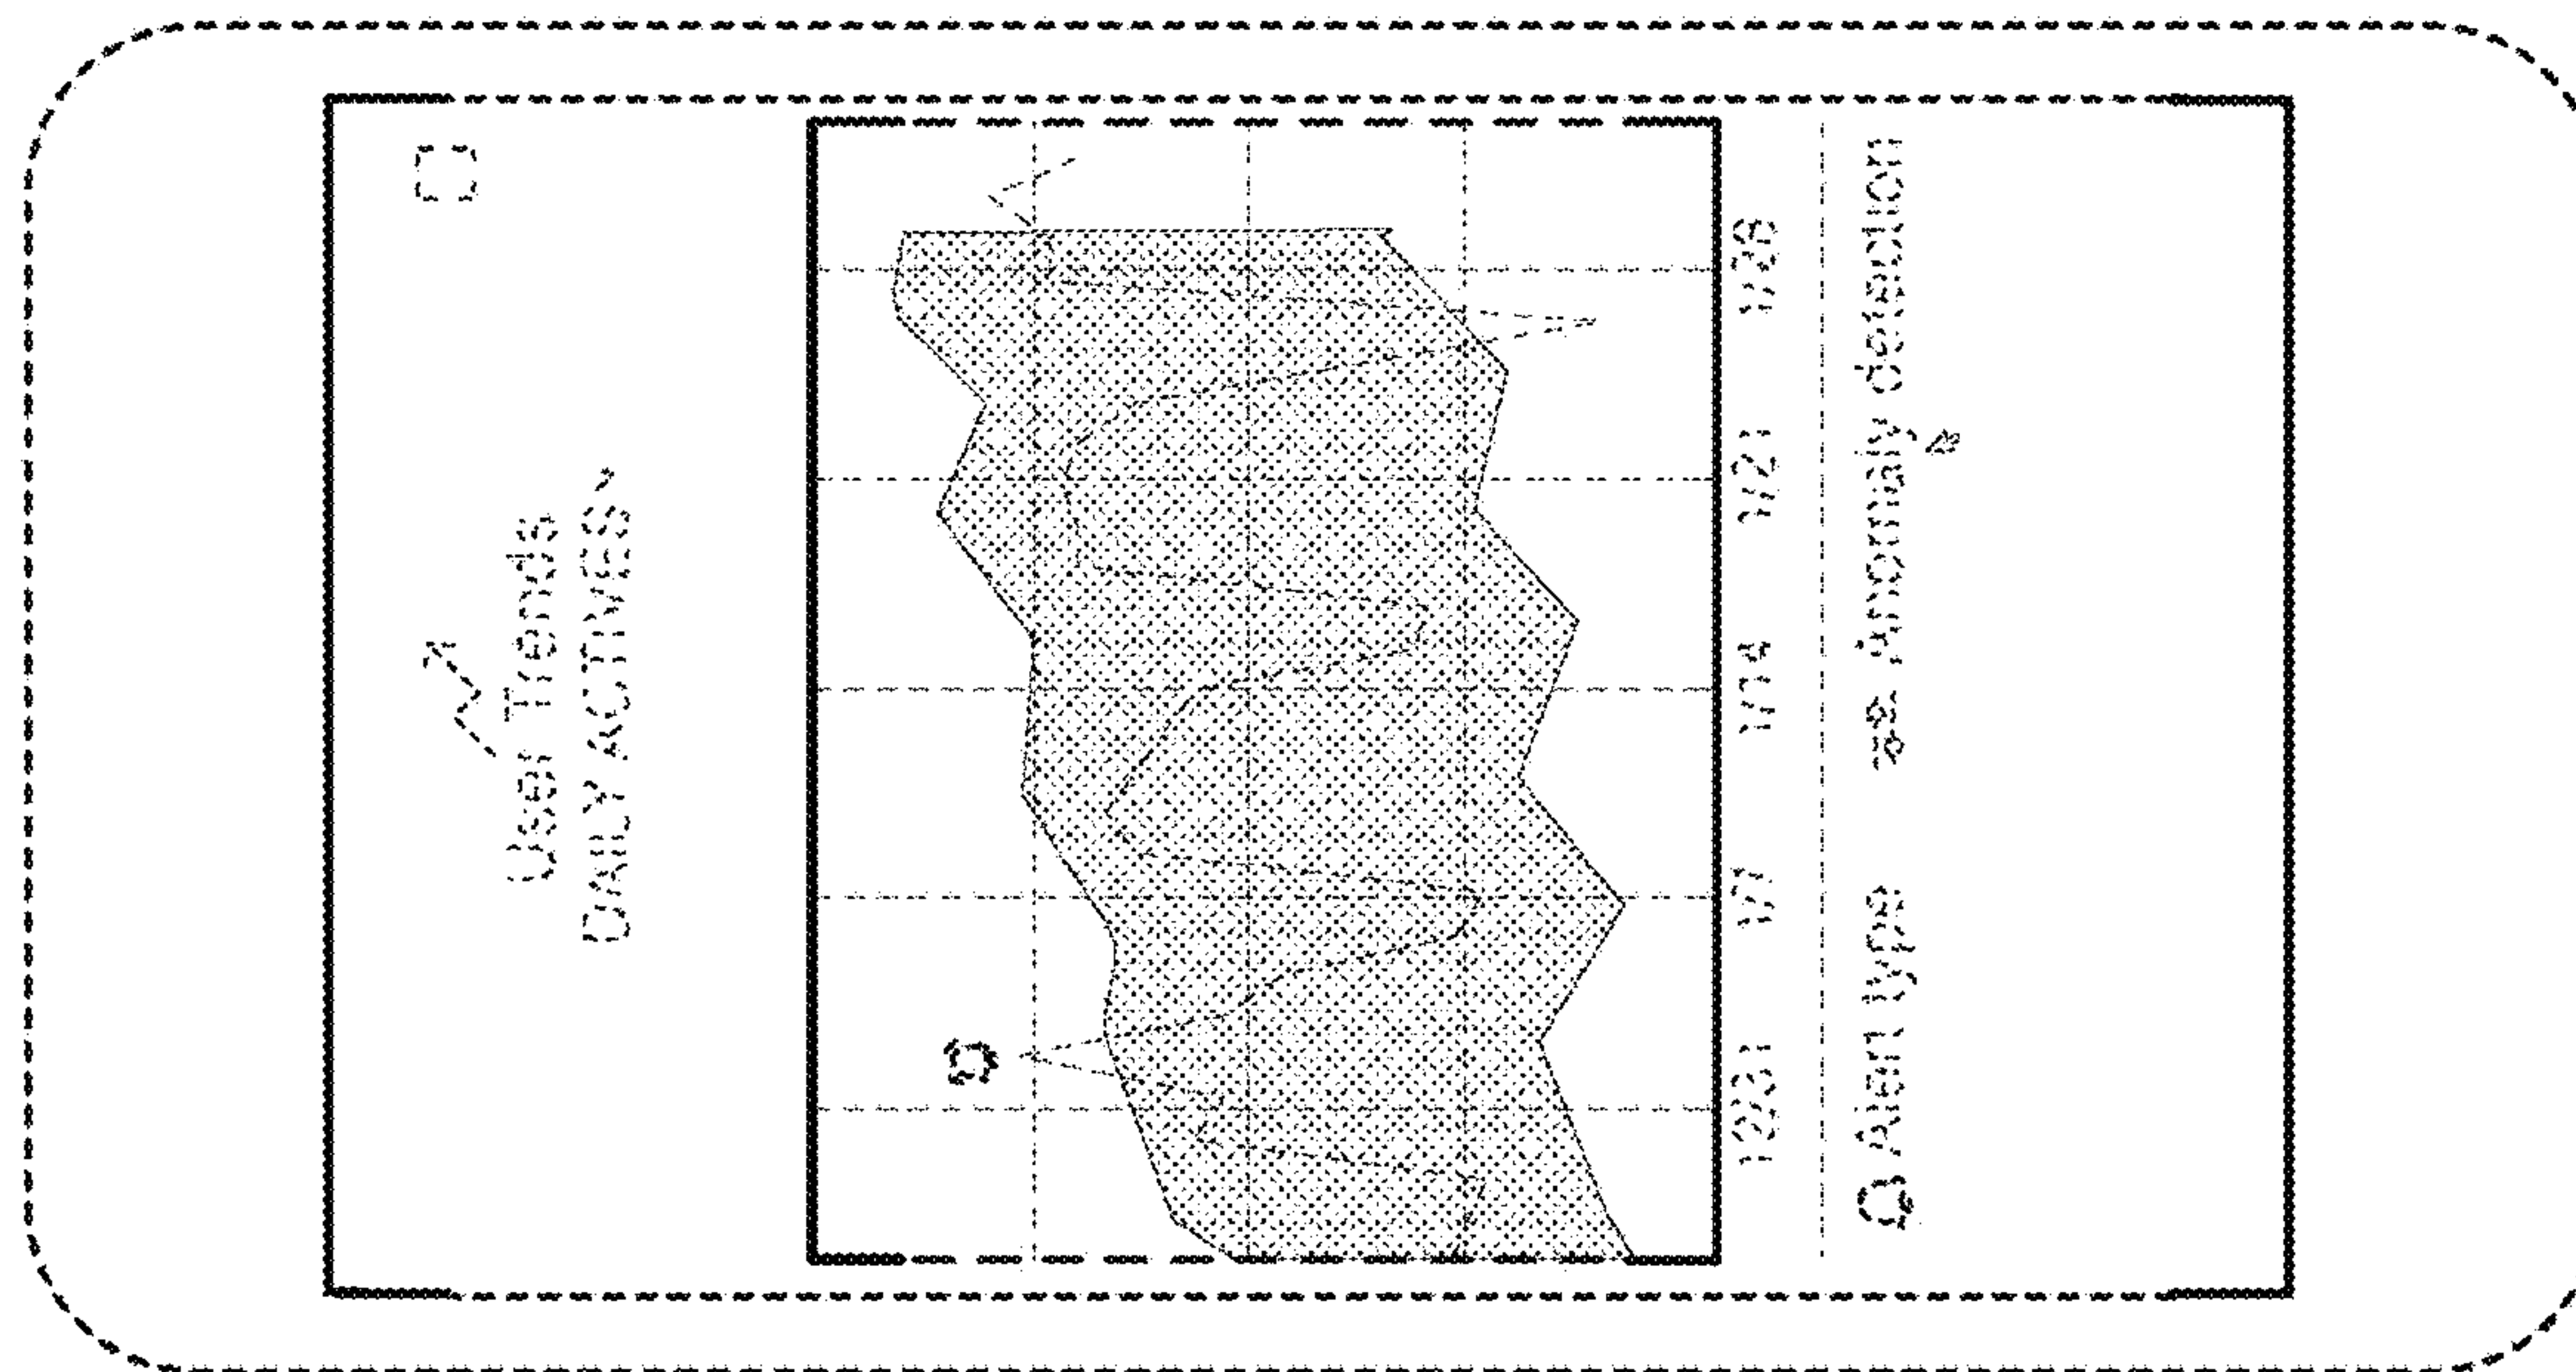 User Trends
DAILY ACTIVES
12/31 1/7 1/14 1/21 1/28
Alert type Anomaly detection